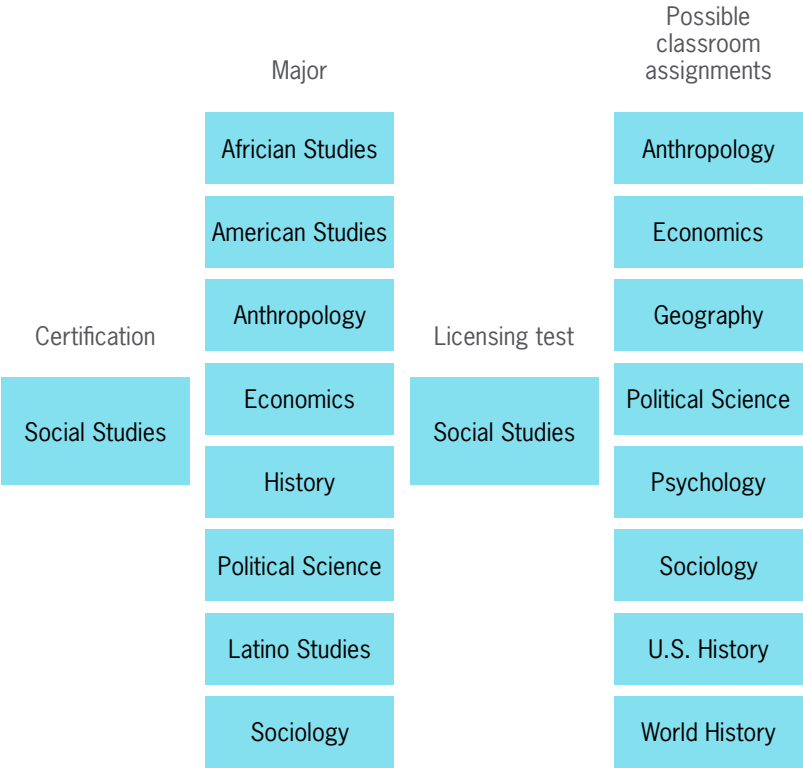 Certification
Social Studies
Major
Africian Studies
American Studies
Anthropology
Economics
History
Political Science
Latino Studies
Sociology
Licensing test
Social Studies
Possible
classroom
assignments
Anthropology
Economics
Geography
Political Science
Psychology
Sociology
U.S. History
World History